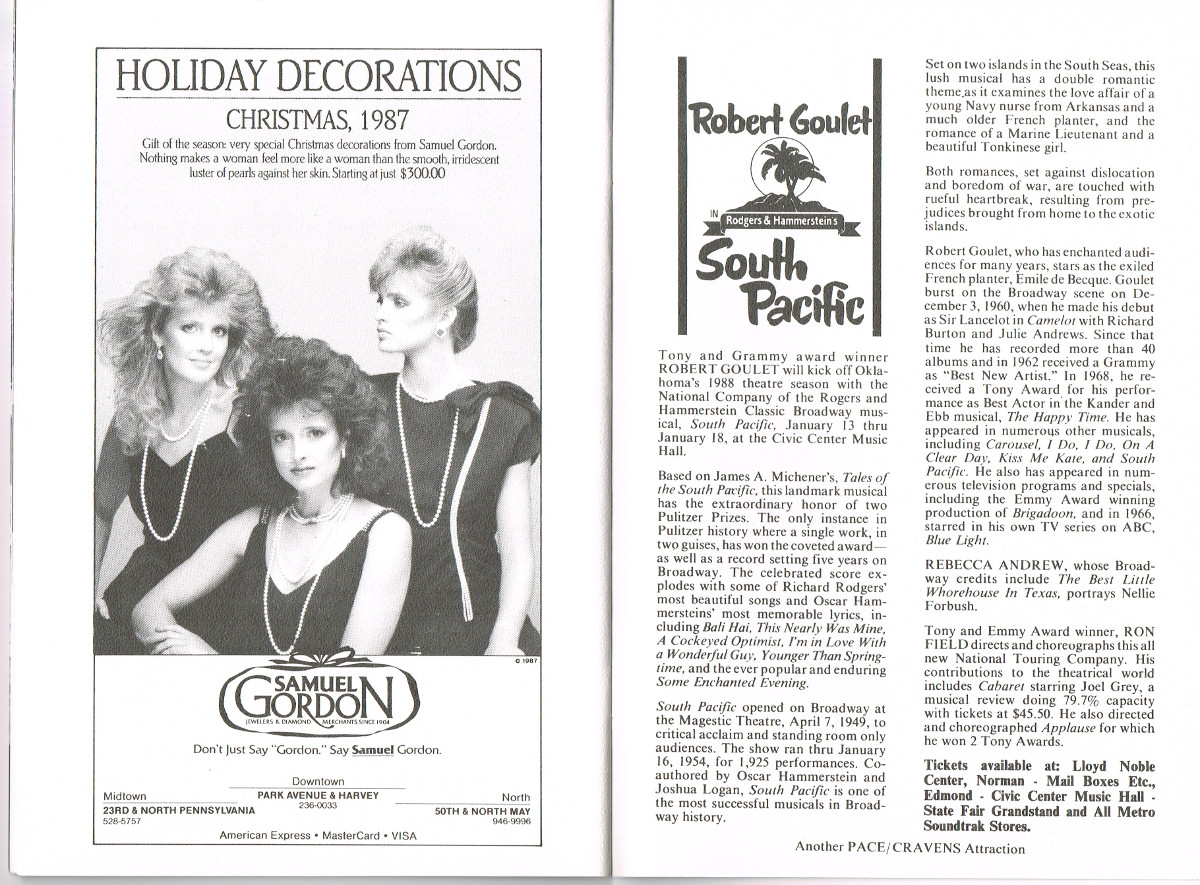 HOLIDAY DECORATIONS
CHRISTMAS, 1987
Gift of the season: very special Christmas decorations from Samuel Gordon.
Nothing makes a woman feel more like a woman than the smooth, irridescent
luster of pearls against her skin. Starting at just $300.00
© 1987
SAMUEL
GORDON
JEWELERS & DIAMOND MERCHANTS SINCE 1904
Don't Just Say "Gordon." Say Samuel Gordon.
Downtown
PARK AVENUE & HARVEY
236-0033
Midtown
23RD & NORTH PENNSYLVANIA
528-5757
North
50TH & NORTH MAY
946-9996
American Express • MasterCard • VISA
Robert Goulet
IN
Rodgers & Hammerstein's
South
Pacific
Tony and Grammy award winner
ROBERT GOULET will kick off Okla-
homa's 1988 theatre season with the
National Company of the Rogers and
Hammerstein Classic Broadway mus-
ical, South Pacific, January 13 thru
January 18, at the Civic Center Music
Hall.
Based on James A. Michener's, Tales of
the South Pacific, this landmark musical
has the extraordinary honor of two
Pulitzer Prizes. The only instance in
Pulitzer history where a single work, in
two guises, has won the coveted award—
as well as a record setting five years on
Broadway. The celebrated score ex-
plodes with some of Richard Rodgers'
most beautiful songs and Oscar Ham-
mersteins' most memorable lyrics, in-
cluding Bali Hai, This Nearly Was Mine,
A Cockeyed Optimist, I'm in Love With
a Wonderful Guy, Younger Than Spring-
time, and the ever popular and enduring
Some Enchanted Evening.
South Pacific opened on Broadway at
the Magestic Theatre, April 7, 1949, to
critical acclaim and standing room only
audiences. The show ran thru January
16, 1954, for 1,925 performances. Co-
authored by Oscar Hammerstein and
Joshua Logan, South Pacific is one of
the most successful musicals in Broad-
way history.
Set on two islands in the South Seas, this
lush musical has a double romantic
theme,as it examines the love affair of a
young Navy nurse from Arkansas and a
much older French planter, and the
romance of a Marine Lieutenant and a
beautiful Tonkinese girl.
Both romances, set against dislocation
and boredom of war, are touched with
rueful heartbreak, resulting from pre-
judices brought from home to the exotic
islands.
Robert Goulet, who has enchanted audi-
ences for many years, stars as the exiled
French planter, Emile de Becque. Goulet
burst on the Broadway scene on De-
cember 3, 1960, when he made his debut
as Sir Lancelot in Camelot with Richard
Burton and Julie Andrews. Since that
time he has recorded more than 40
albums and in 1962 received a Grammy
as "Best New Artist." In 1968, he re-
ceived a Tony Award for his perfor-
mance as Best Actor in the Kander and
Ebb musical, The Happy Time. He has
appeared in numerous other musicals,
including Carousel, I Do, I Do, On A
Clear Day, Kiss Me Kate, and South
Pacific. He also has appeared in num-
erous television programs and specials,
including the Emmy Award winning
production of Brigadoon, and in 1966,
starred in his own TV series on ABC,
Blue Light.
REBECCA ANDREW, whose Broad-
way credits include The Best Little
Whorehouse In Texas, portrays Nellie
Forbush.
Tony and Emmy Award winner, RON
FIELD directs and choreographs this all
new National Touring Company. His
contributions to the theatrical world
includes Cabaret starring Joel Grey, a
musical review doing 79.7% capacity
with tickets at $45.50. He also directed
and choreographed Applause for which
he won 2 Tony Awards.
Tickets available at: Lloyd Noble
Center, Norman - Mail Boxes Etc.,
Edmond - Civic Center Music Hall -
State Fair Grandstand and All Metro
Soundtrak Stores.
Another PACE/CRAVENS Attraction